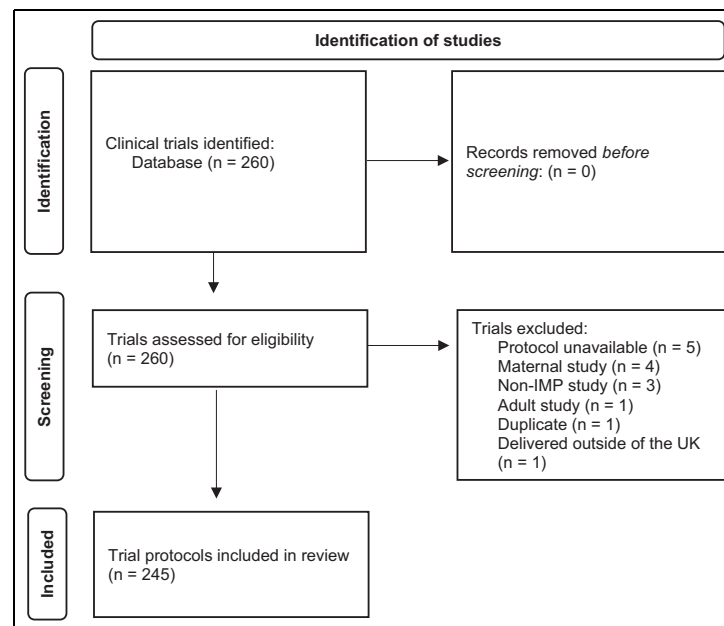 Identification of studies
Identification
Clinical trials identified:
Database (n = 260)
Records removed before
screening: (n = 0)
Screening
Trials assessed for eligibility
(n = 260)
Trials excluded:
Protocol unavailable (n = 5)
Maternal study (n = 4)
Non-IMP study (n = 3)
Adult study (n = 1)
Duplicate (n = 1)
Delivered outside of the UK
(n = 1)
Included
Trial protocols included in review
(n = 245)